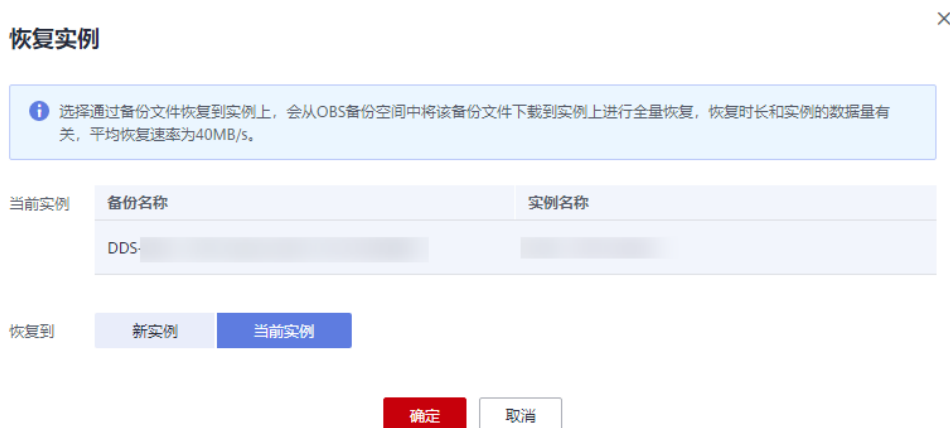 恢复实例
选择通过备份文件恢复到实例上，会从OBS备份空间中将该备份文件下载到实例上进行全量恢复，恢复时长和实例的数据量有
关，平均恢复速率为40MB/s。
当前实例 备份名称 实例名称
DDS-
恢复到 新实例 当前实例
确定 取消